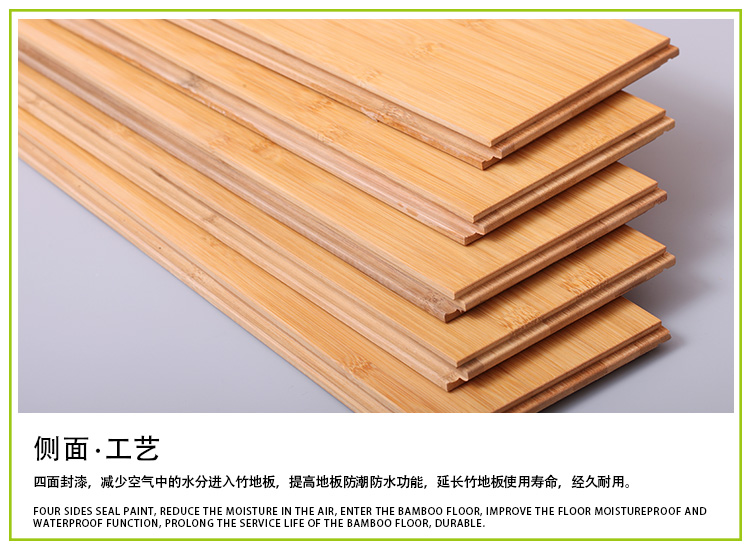 侧面·工艺
四面封漆，减少空气中的水分进入竹地板，提高地板防潮防水功能，延长竹地板使用寿命，经久耐用。
FOUR SIDES SEAL PAINT, REDUCE THE MOISTURE IN THE AIR, ENTER THE BAMBOO FLOOR, IMPROVE THE FLOOR MOISTUREPROOF AND
WATERPROOF FUNCTION, PROLONG THE SERVICE LIFE OF THE BAMBOO FLOOR, DURABLE.